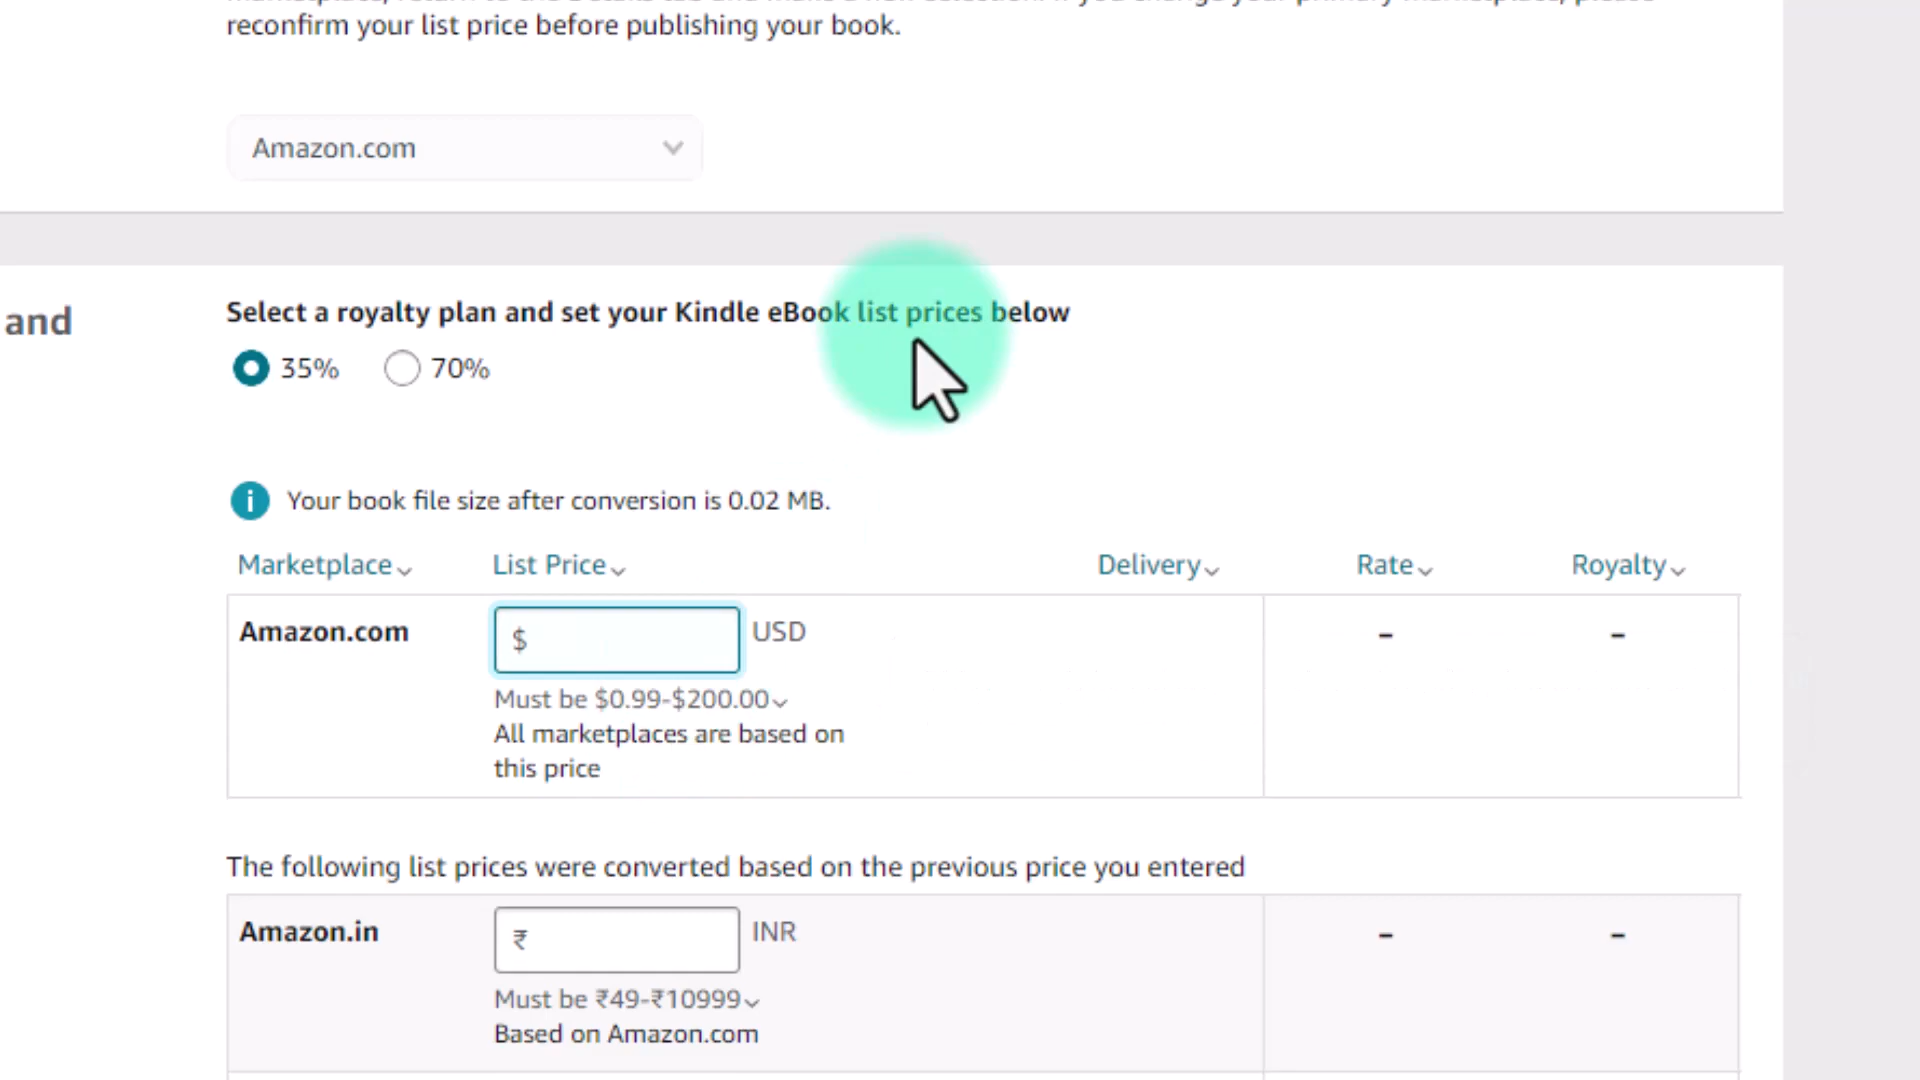 reconfirm your list price before publishing your book.
Amazon.com
and
Select a royalty plan and set your Kindle eBook list prices below
35% 70%
i Your book file size after conversion is 0.02 MB.
Marketplace List Price Delivery Rate Royalty
Amazon.com $ USD – –
Must be $0.99-$200.00
All marketplaces are based on
this price
The following list prices were converted based on the previous price you entered
Amazon.in ₹ INR – –
Must be ₹49-₹10999
Based on Amazon.com